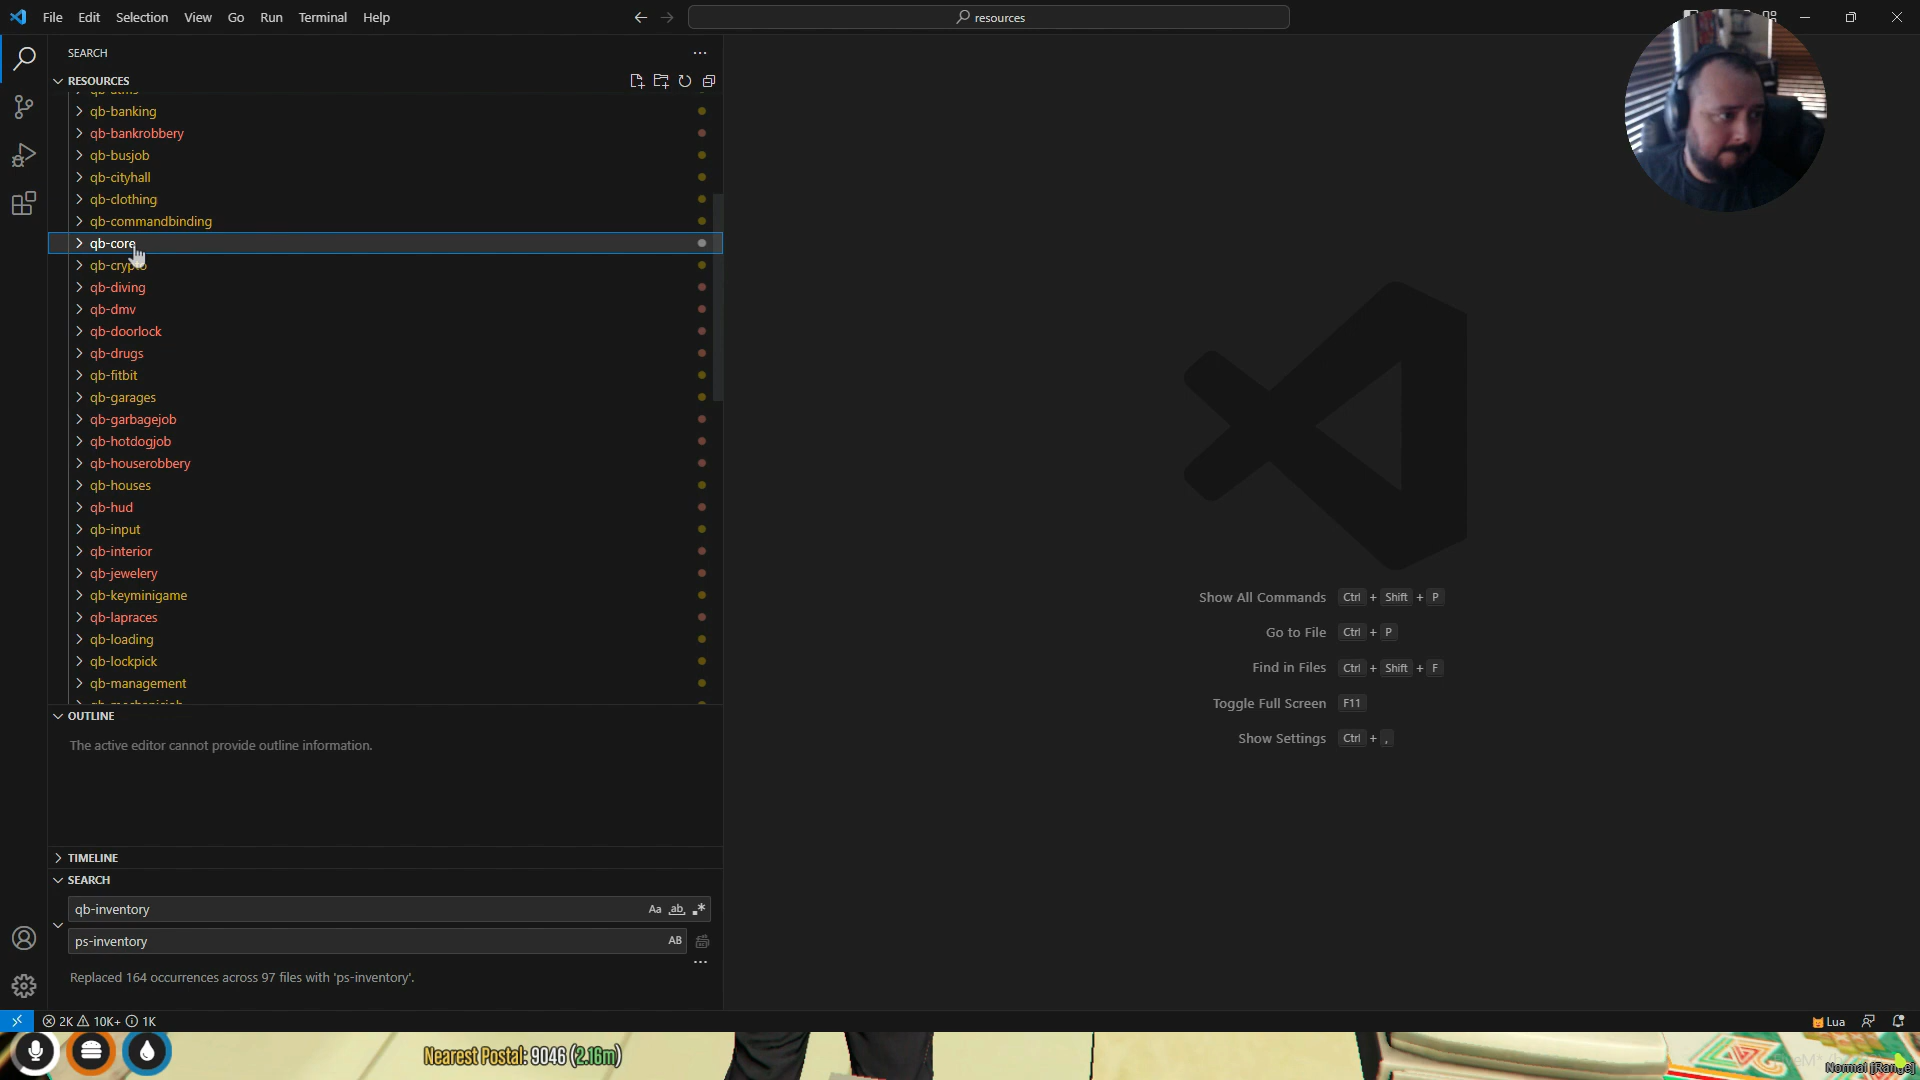 File Edit Selection View Go Run Terminal Help
resources
SEARCH
RESOURCES
qb-banking
qb-bankrobbery
qb-busjob
qb-cityhall
qb-clothing
qb-commandbinding
qb-core
qb-crypto
qb-diving
qb-dmv
qb-doorlock
qb-drugs
qb-fitbit
qb-garages
qb-garbagejob
qb-hotdogjob
qb-houserobbery
qb-houses
qb-hud
qb-input
qb-interior
qb-jewelery
qb-keyminigame
qb-lapraces
qb-loading
qb-lockpick
qb-management
Show All Commands Ctrl + Shift + P
Go to File Ctrl + P
Find in Files Ctrl + Shift + F
Toggle Full Screen F11
Show Settings Ctrl + ,
OUTLINE
The active editor cannot provide outline information.
TIMELINE
SEARCH
qb-inventory Aa ab
ps-inventory AB
Replaced 164 occurrences across 97 files with 'ps-inventory'.
2K 10K+ 1K
Lua
Nearest Postal: 9046 (2.16m)
Normal [Range]